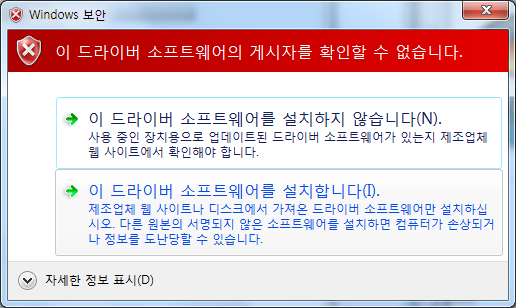 Windows 보안
이 드라이버 소프트웨어의 게시자를 확인할 수 없습니다.
이 드라이버 소프트웨어를 설치하지 않습니다(N).
사용 중인 장치용으로 업데이트된 드라이버 소프트웨어가 있는지 제조업체
웹 사이트에서 확인해야 합니다.
이 드라이버 소프트웨어를 설치합니다(I).
제조업체 웹 사이트나 디스크에서 가져온 드라이버 소프트웨어만 설치하십
시오. 다른 원본의 서명되지 않은 소프트웨어를 설치하면 컴퓨터가 손상되거
나 정보를 도난당할 수 있습니다.
자세한 정보 표시(D)